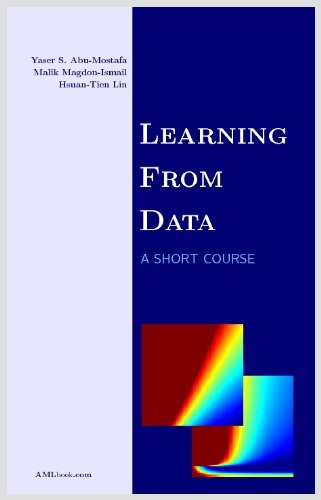 Yaser S. Abu-Mostafa
Malik Magdon-Ismail
Hsuan-Tien Lin
LEARNING
FROM
DATA
A SHORT COURSE
AMLbook.com